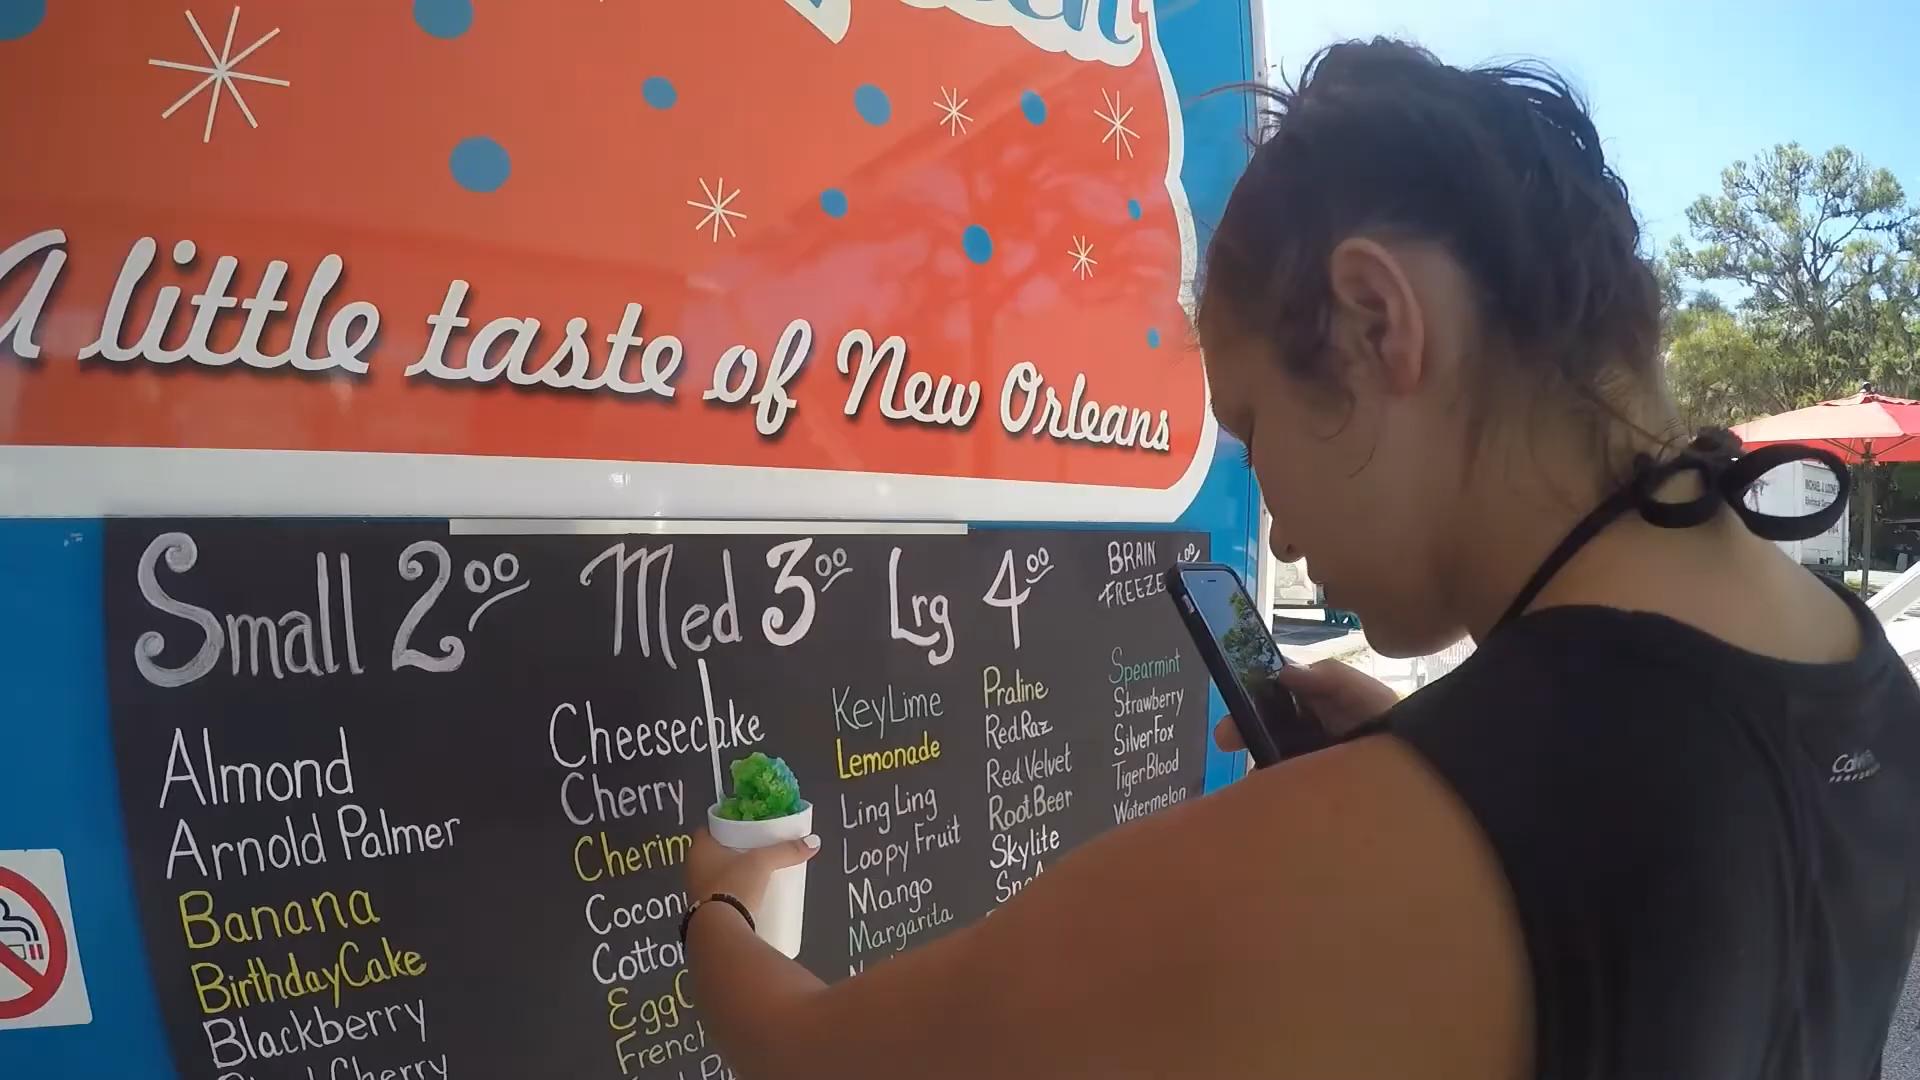 A little taste of New Orleans
Small 2.00 Med 3.00 Lrg 4.00 BRAIN FREEZE
Almond
Arnold Palmer
Banana
BirthdayCake
Blackberry
Cherry
Cheesecake
Cherry
KeyLime
Lemonade
Ling Ling
Loopy Fruit
Mango
Margarita
Praline
RedRaz
Red Velvet
RootBeer
Skylite
Spearmint
Strawberry
SilverFox
TigerBlood
Watermelon